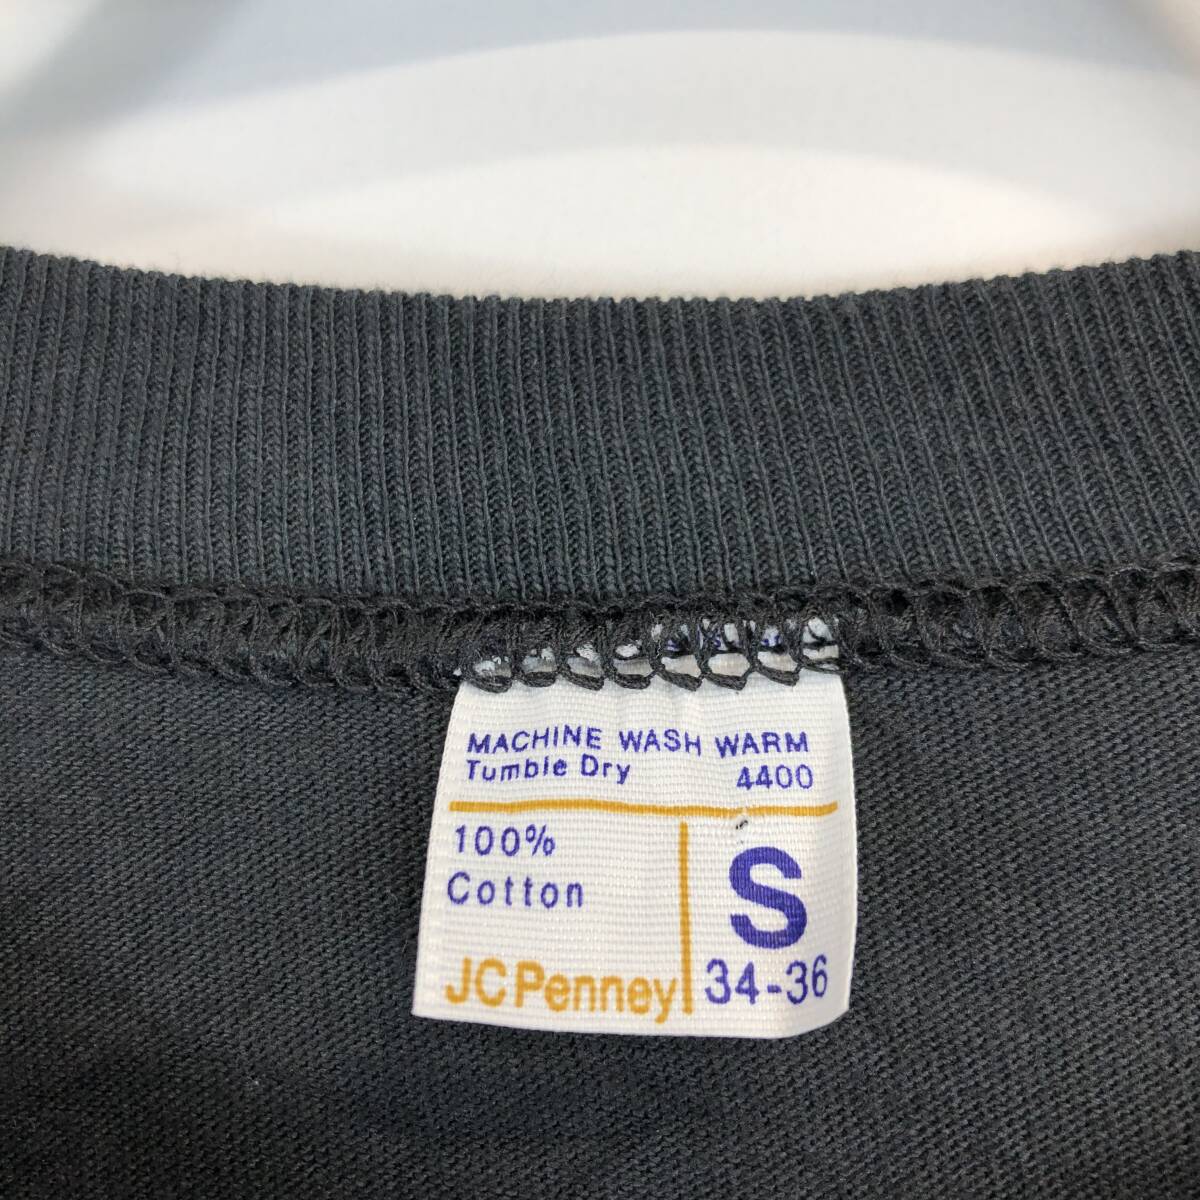 MACHINE WASH WARM
Tumble Dry 4400
100%
Cotton
S
JCPenney
34-36